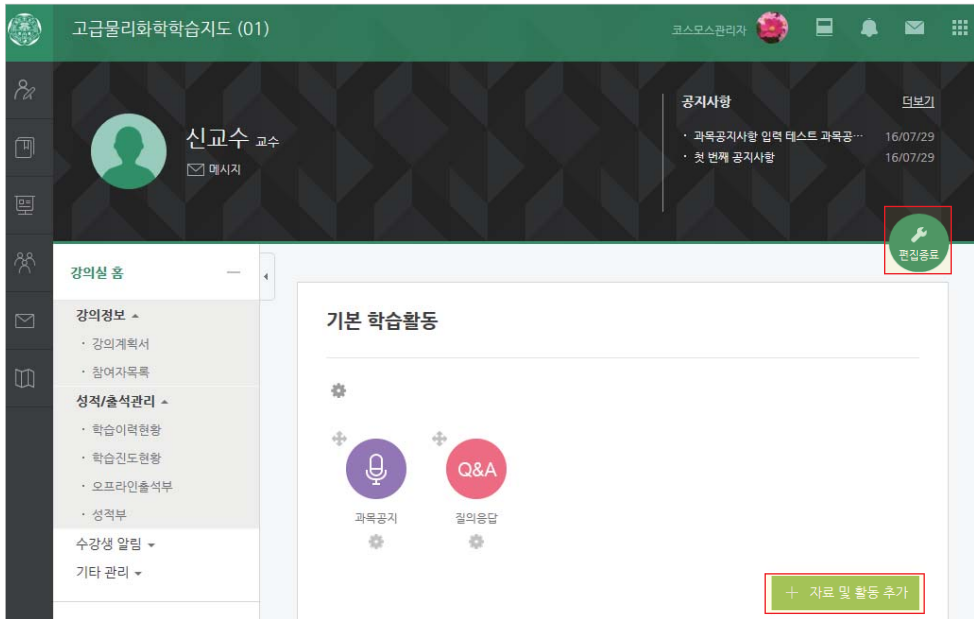 고급물리화학학습지도 (01)
코스모스관리자
신교수 교수
메시지
공지사항
더보기
· 과목공지사항 입력 테스트 과목공… 16/07/29
· 첫 번째 공지사항 16/07/29
편집종료
강의실 홈
강의정보
· 강의계획서
· 참여자목록
성적/출석관리
· 학습이력현황
· 학습진도현황
· 오프라인출석부
· 성적부
수강생 알림
기타 관리
기본 학습활동
Q&A
과목공지
질의응답
+ 자료 및 활동 추가